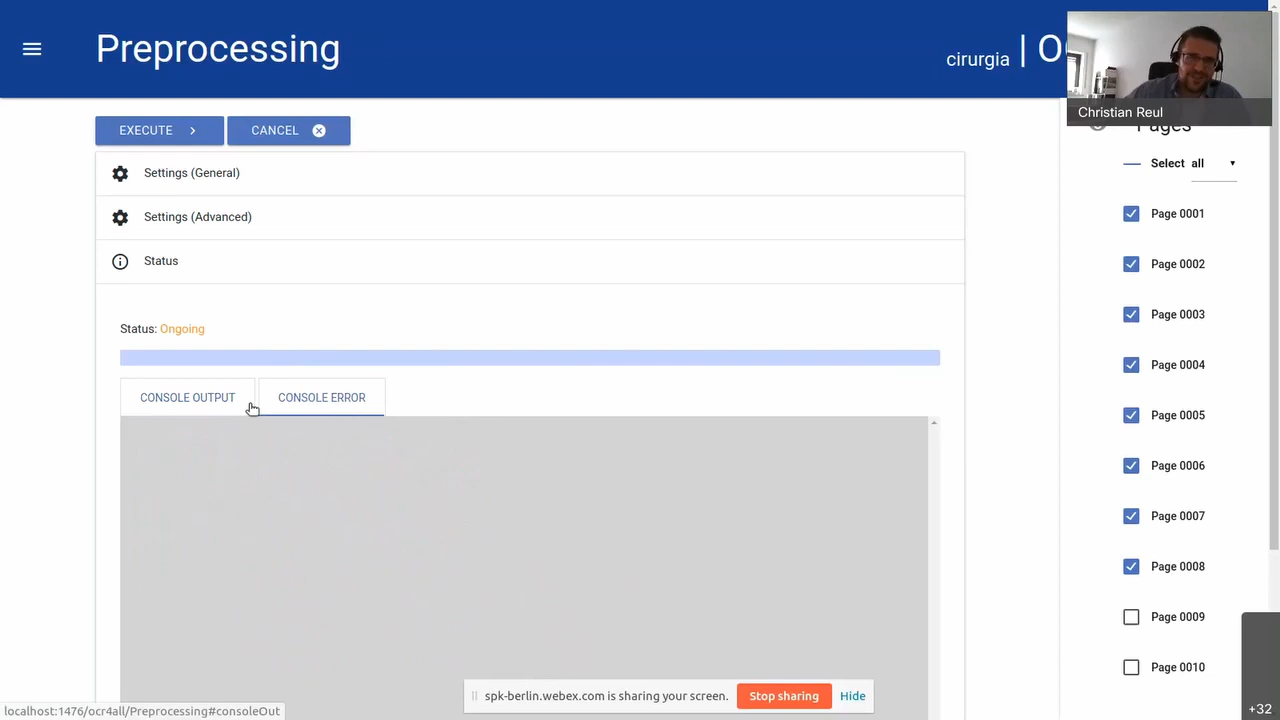 Preprocessing
cirurgia | O
Christian Reul
EXECUTE
CANCEL
Pages
Settings (General)
Select all
Settings (Advanced)
Page 0001
Status
Page 0002
Page 0003
Status: Ongoing
Page 0004
CONSOLE OUTPUT
CONSOLE ERROR
Page 0005
Page 0006
Page 0007
Page 0008
Page 0009
Page 0010
spk-berlin.webex.com is sharing your screen.
Stop sharing
Hide
localhost:1476/ocr4all/Preprocessing#consoleOut
+32